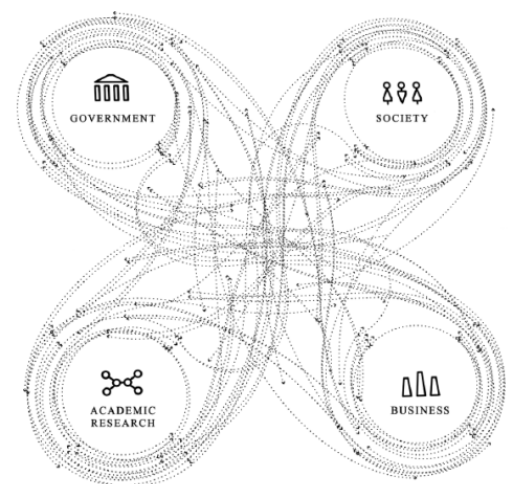 GOVERNMENT
SOCIETY
ACADEMIC
RESEARCH
BUSINESS